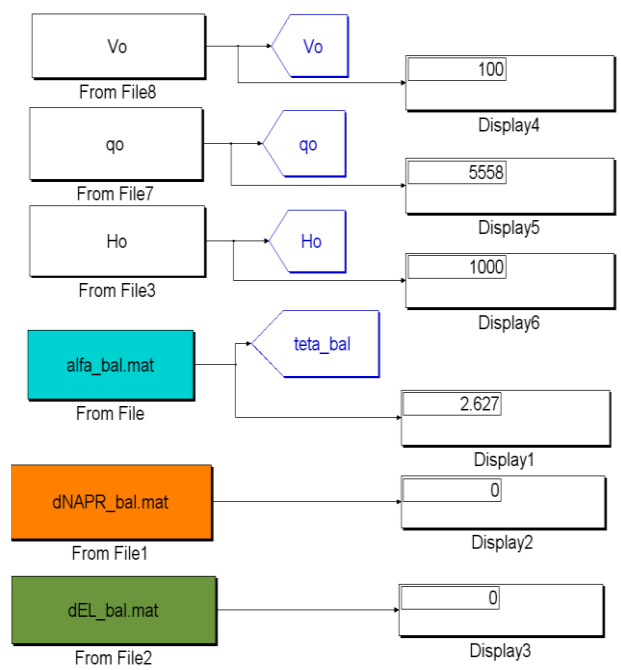 Vo
Vo
100
From File8
Display4
qo
qo
5558
From File7
Display5
Ho
Ho
1000
From File3
Display6
teta_bal
alfa_bal.mat
2.627
From File
Display1
dNAPR_bal.mat
0
From File1
Display2
dEL_bal.mat
0
From File2
Display3